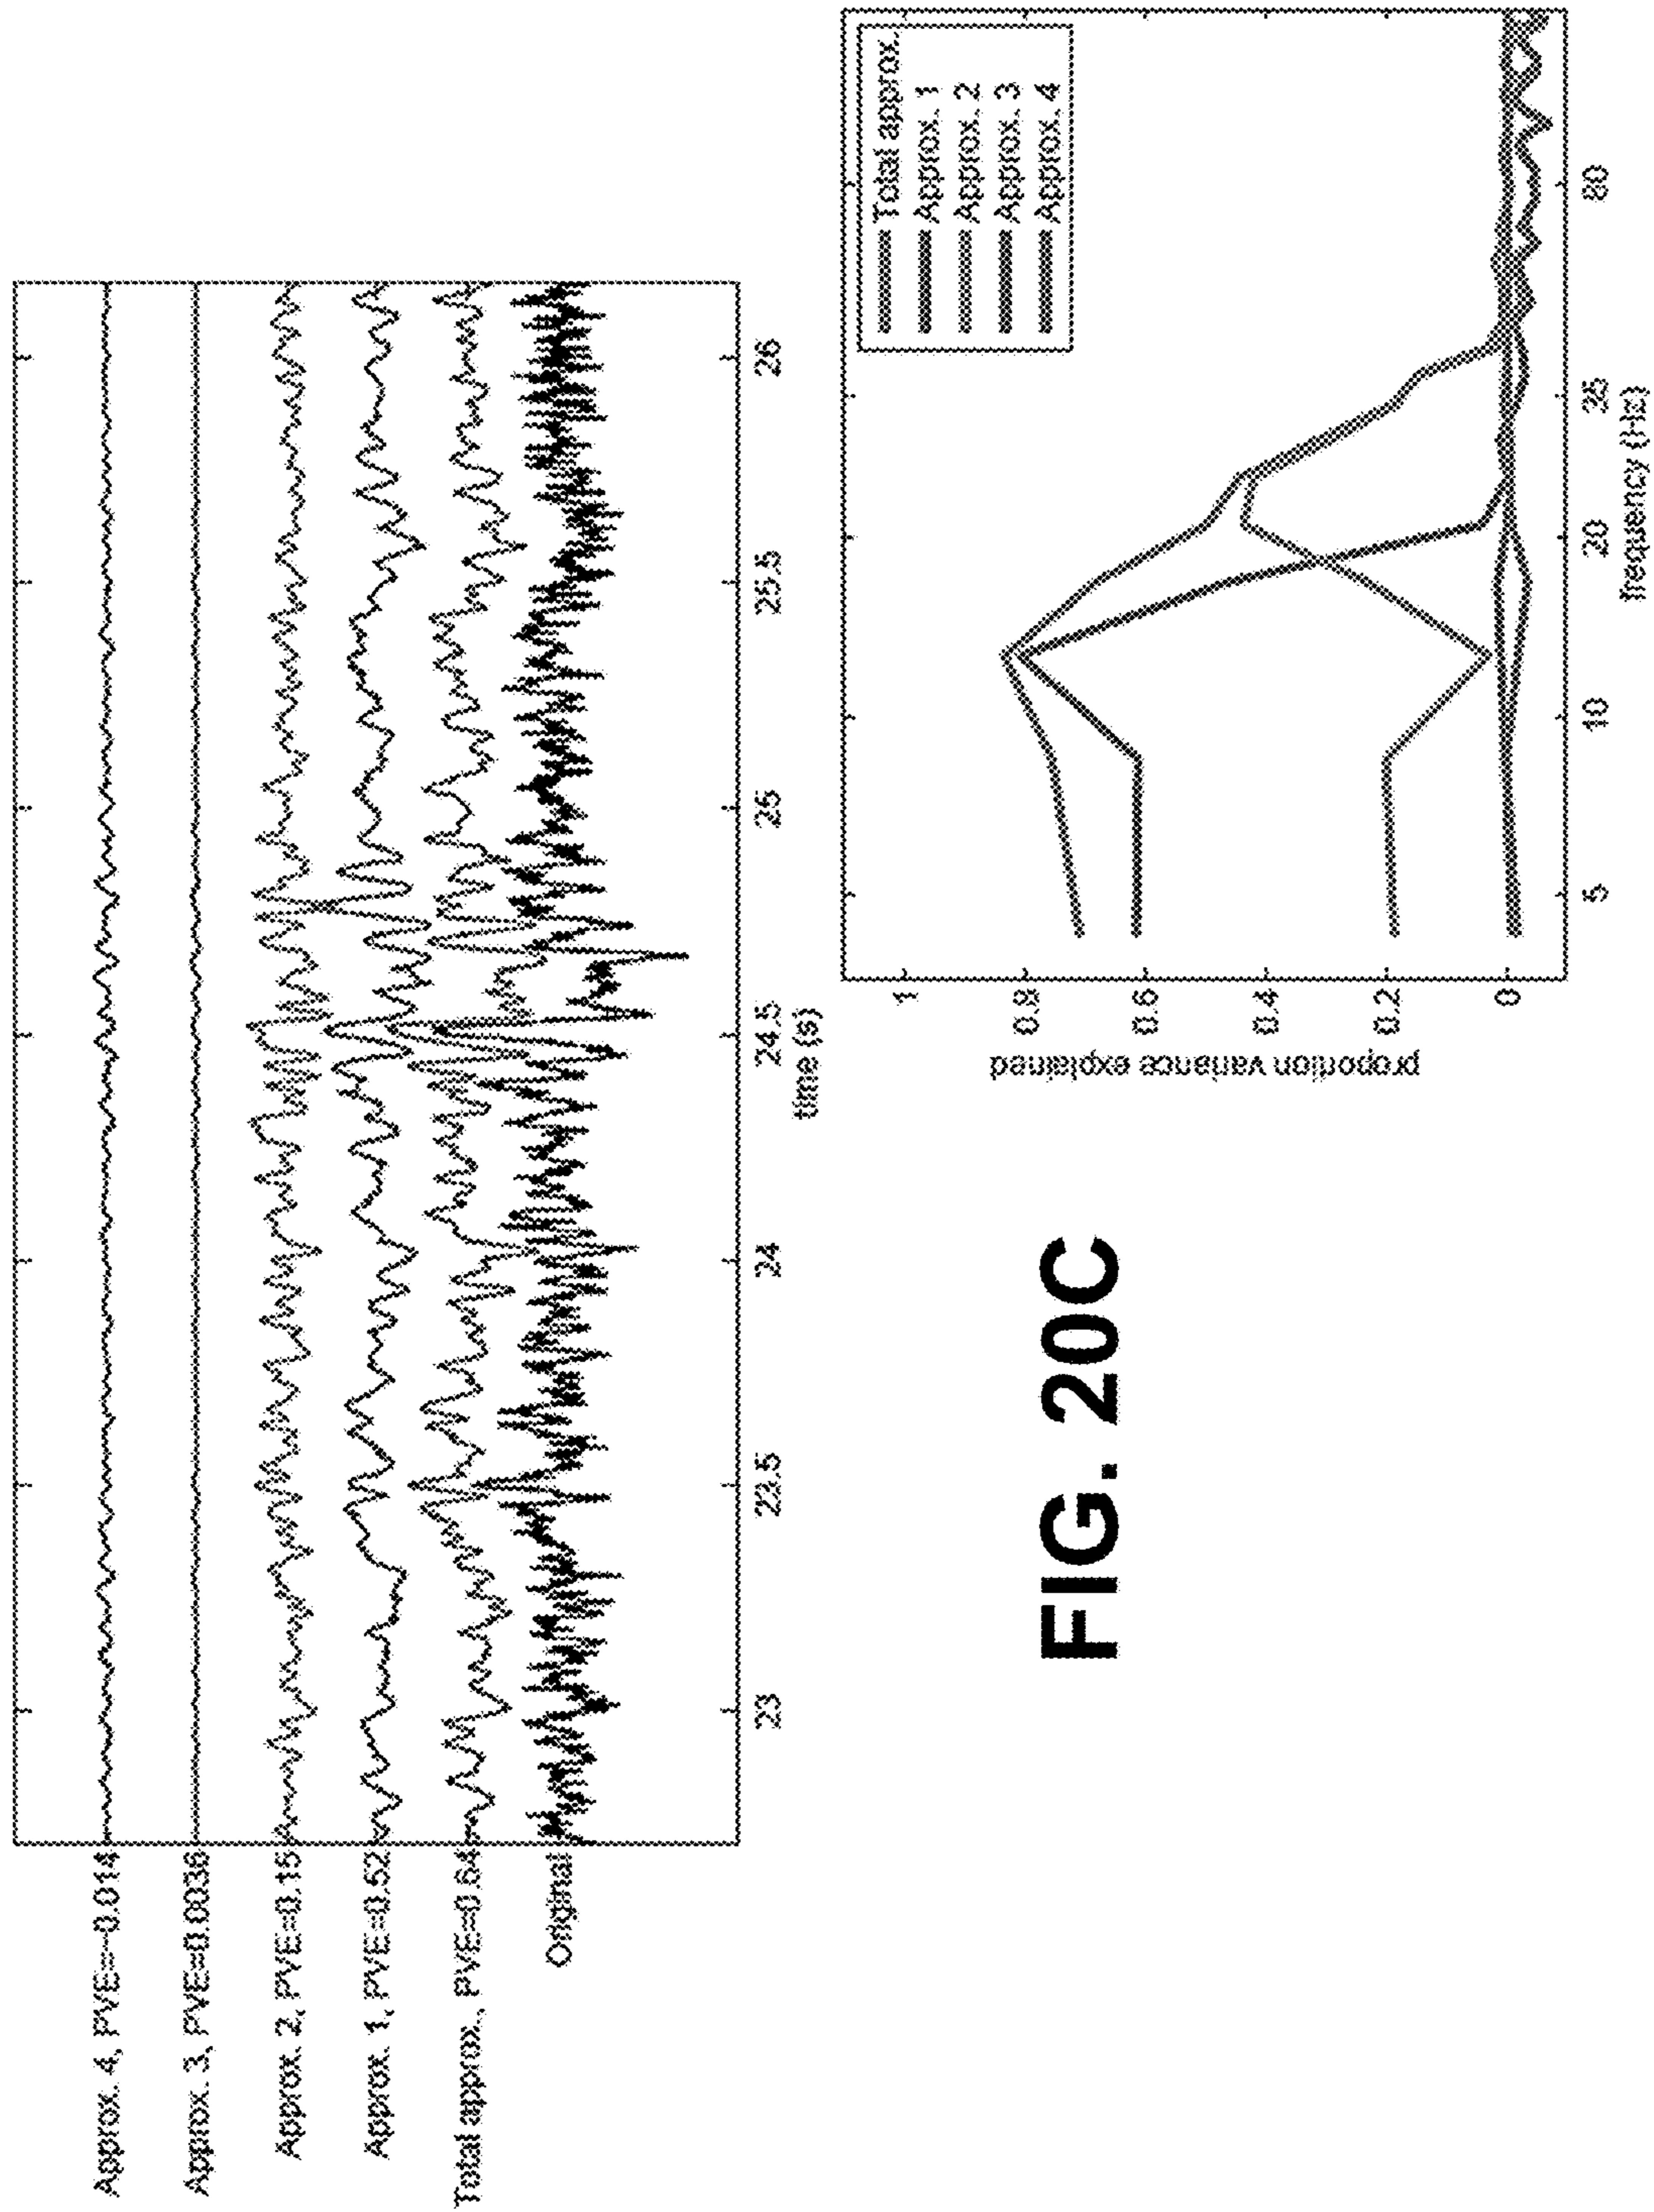 Approx. 4, PVE=-0.014
Approx. 3, PVE=0.0036
Approx. 2, PVE=0.15
Approx. 1, PVE=0.52
Total approx., PVE=0.64
Original
23
23.5
24
24.5
25
25.5
26
time (s)
FIG. 20C
proportion variance explained
1
0.8
0.6
0.4
0.2
0
5
10
20
35
80
frequency (Hz)
Total approx.
Approx. 1
Approx. 2
Approx. 3
Approx. 4